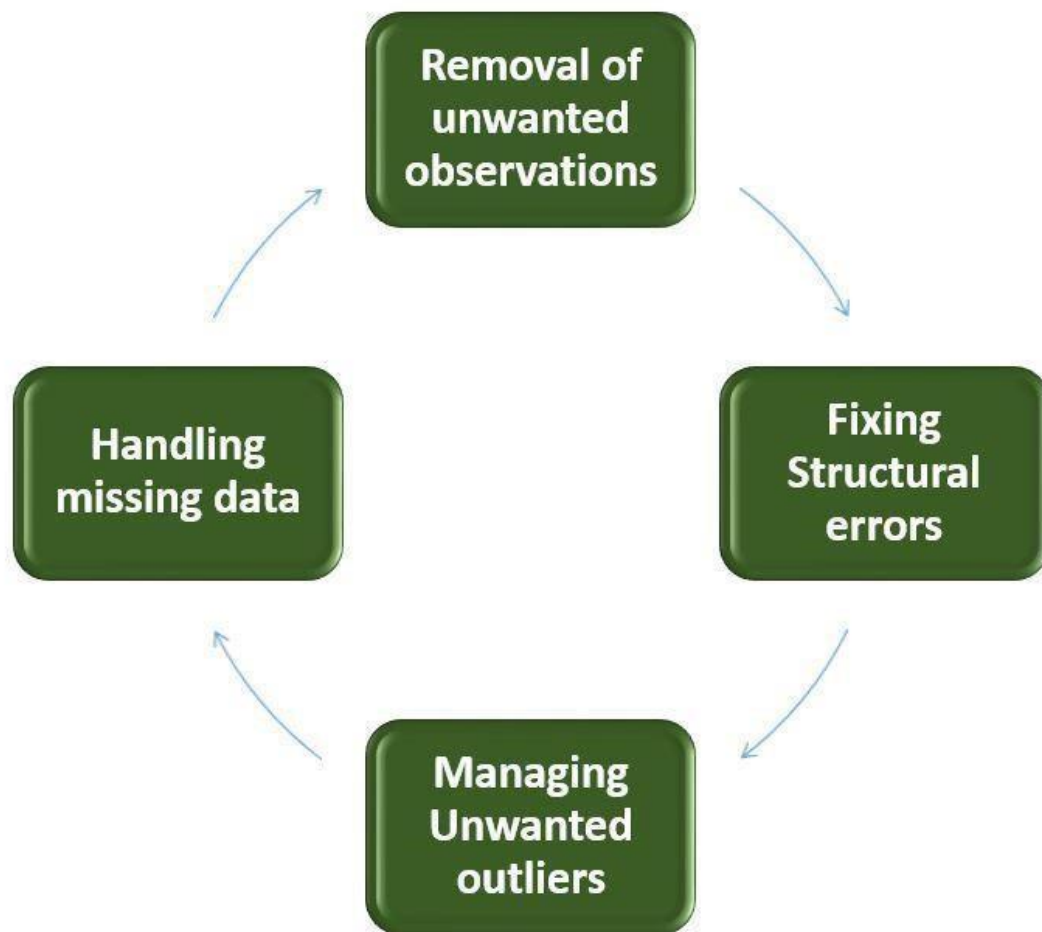 Removal of
unwanted
observations
Handling
missing data
Fixing
Structural
errors
Managing
Unwanted
outliers